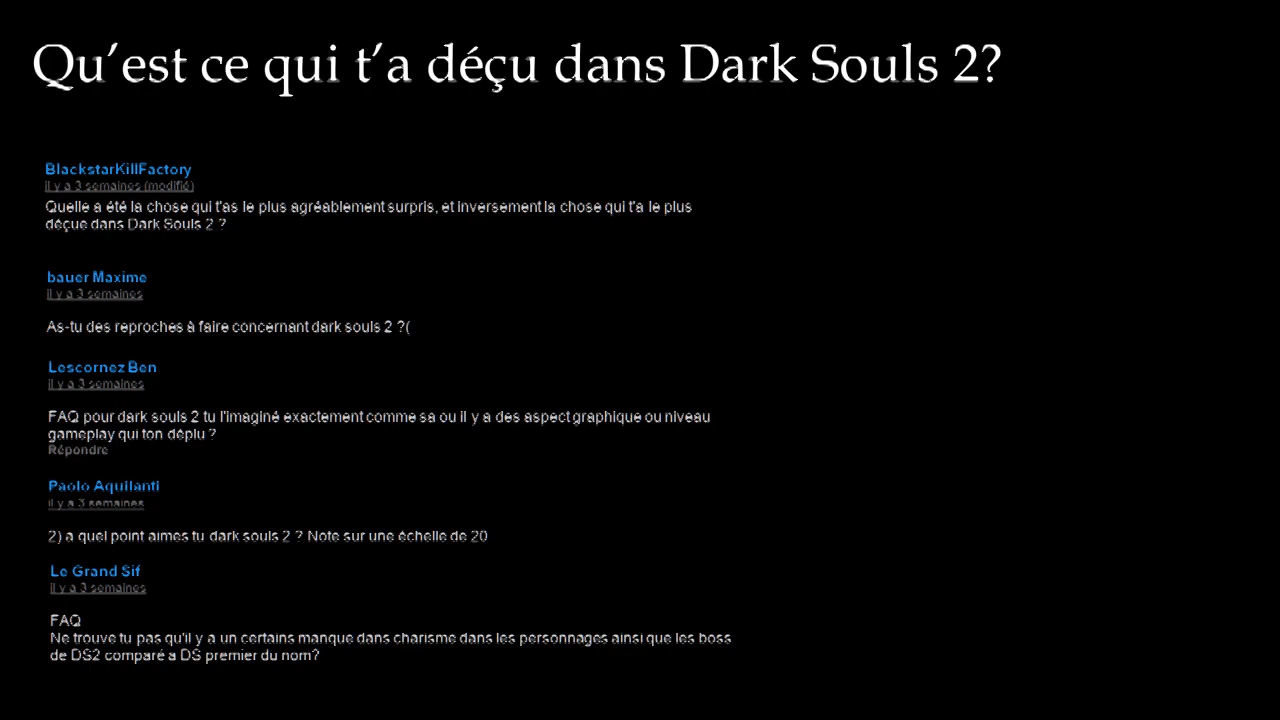 Qu’est ce qui t’a déçu dans Dark Souls 2?
BlackstarKillFactory
il y a 3 semaines (modifié)
Quelle a été la chose qui t'as le plus agréablement surpris, et inversement la chose qui t'a le plus
déçue dans Dark Souls 2 ?
bauer Maxime
il y a 3 semaines
As-tu des reproches à faire concernant dark souls 2 ?(
Lescornez Ben
il y a 3 semaines
FAQ pour dark souls 2 tu l'imaginé exactement comme sa ou il y a des aspect graphique ou niveau
gameplay qui ton déplu ?
Répondre
Paolo Aquilanti
il y a 3 semaines
2) a quel point aimes tu dark souls 2 ? Note sur une échelle de 20
Le Grand Sif
il y a 3 semaines
FAQ
Ne trouve tu pas qu'il y a un certains manque dans charisme dans les personnages ainsi que les boss
de DS2 comparé a DS premier du nom?